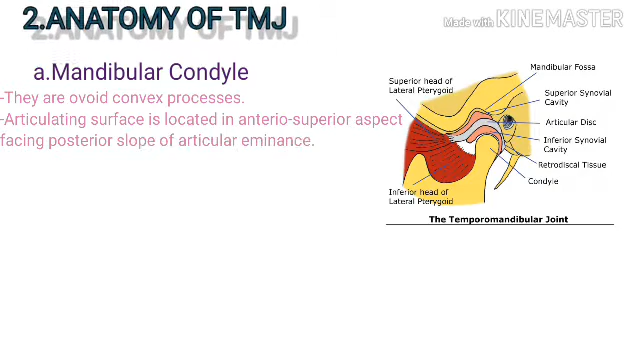 2.ANATOMY OF TMJ
Made with KINEMASTER
a.Mandibular Condyle
-They are ovoid convex processes.
-Articulating surface is located in anterio-superior aspect
facing posterior slope of articular eminance.
Mandibular Fossa
Superior head of
Lateral Pterygoid
Superior Synovial
Cavity
Articular Disc
Inferior Synovial
Cavity
Retrodiscal Tissue
Condyle
Inferior head of
Lateral Pterygoid
The Temporomandibular Joint